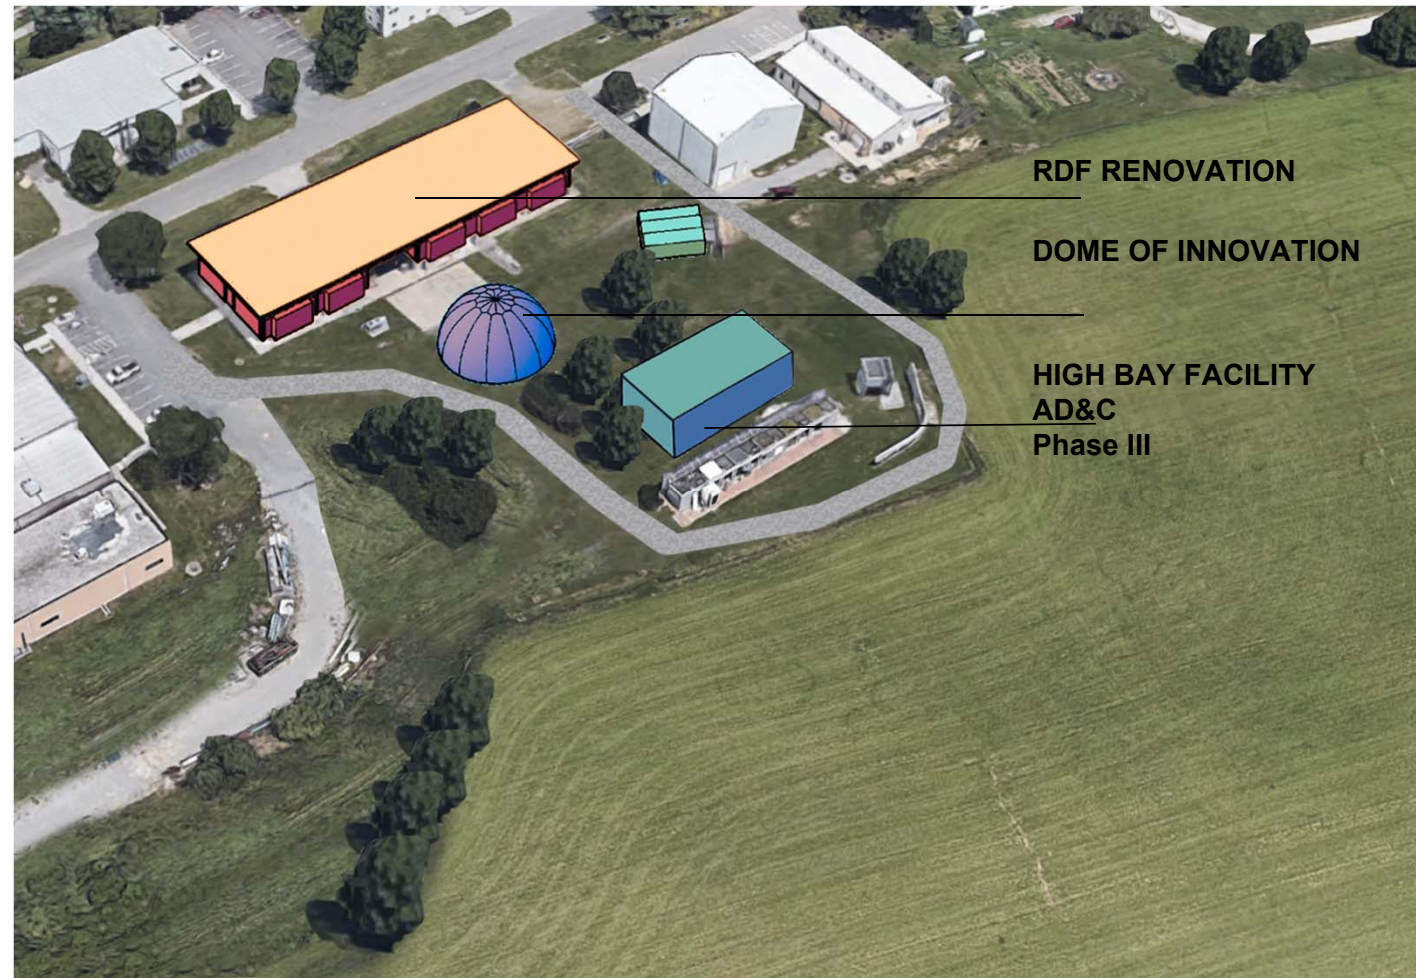 RDF RENOVATION
DOME OF INNOVATION
HIGH BAY FACILITY
AD&C
Phase III